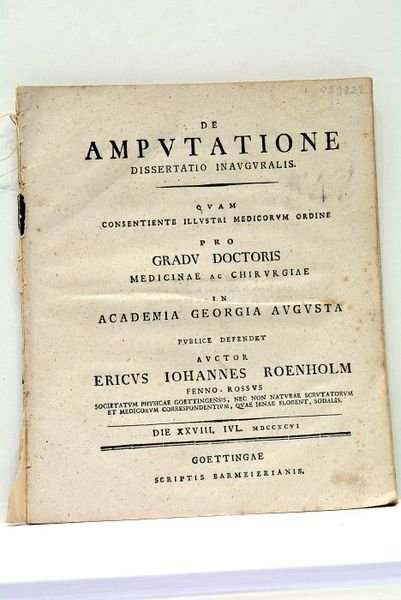 059222
DE
AMPVTATIONE
DISSERTATIO INAVGVRALIS.
QVAM
CONSENTIENTE ILLVSTRI MEDICORVM ORDINE
PRO
GRADV DOCTORIS
MEDICINAE AC CHIRVRGIAE
IN
ACADEMIA GEORGIA AVGVSTA
PVBLICE DEFENDET
AVCTOR
ERICVS IOHANNES ROENHOLM
FENNO-ROSSVS
SOCIETATVM PHYSICAE GOETTINGENSIS, NEC NON NATVRAE SCRVTATORVM
ET MEDICORVM CORRESPONDENTIVM, QVAE IENAE FLORENT, SODALIS.
DIE XXVIII. IVL. MDCCXCVI
GOETTINGAE
SCRIPTIS BARMEIERIANIS.